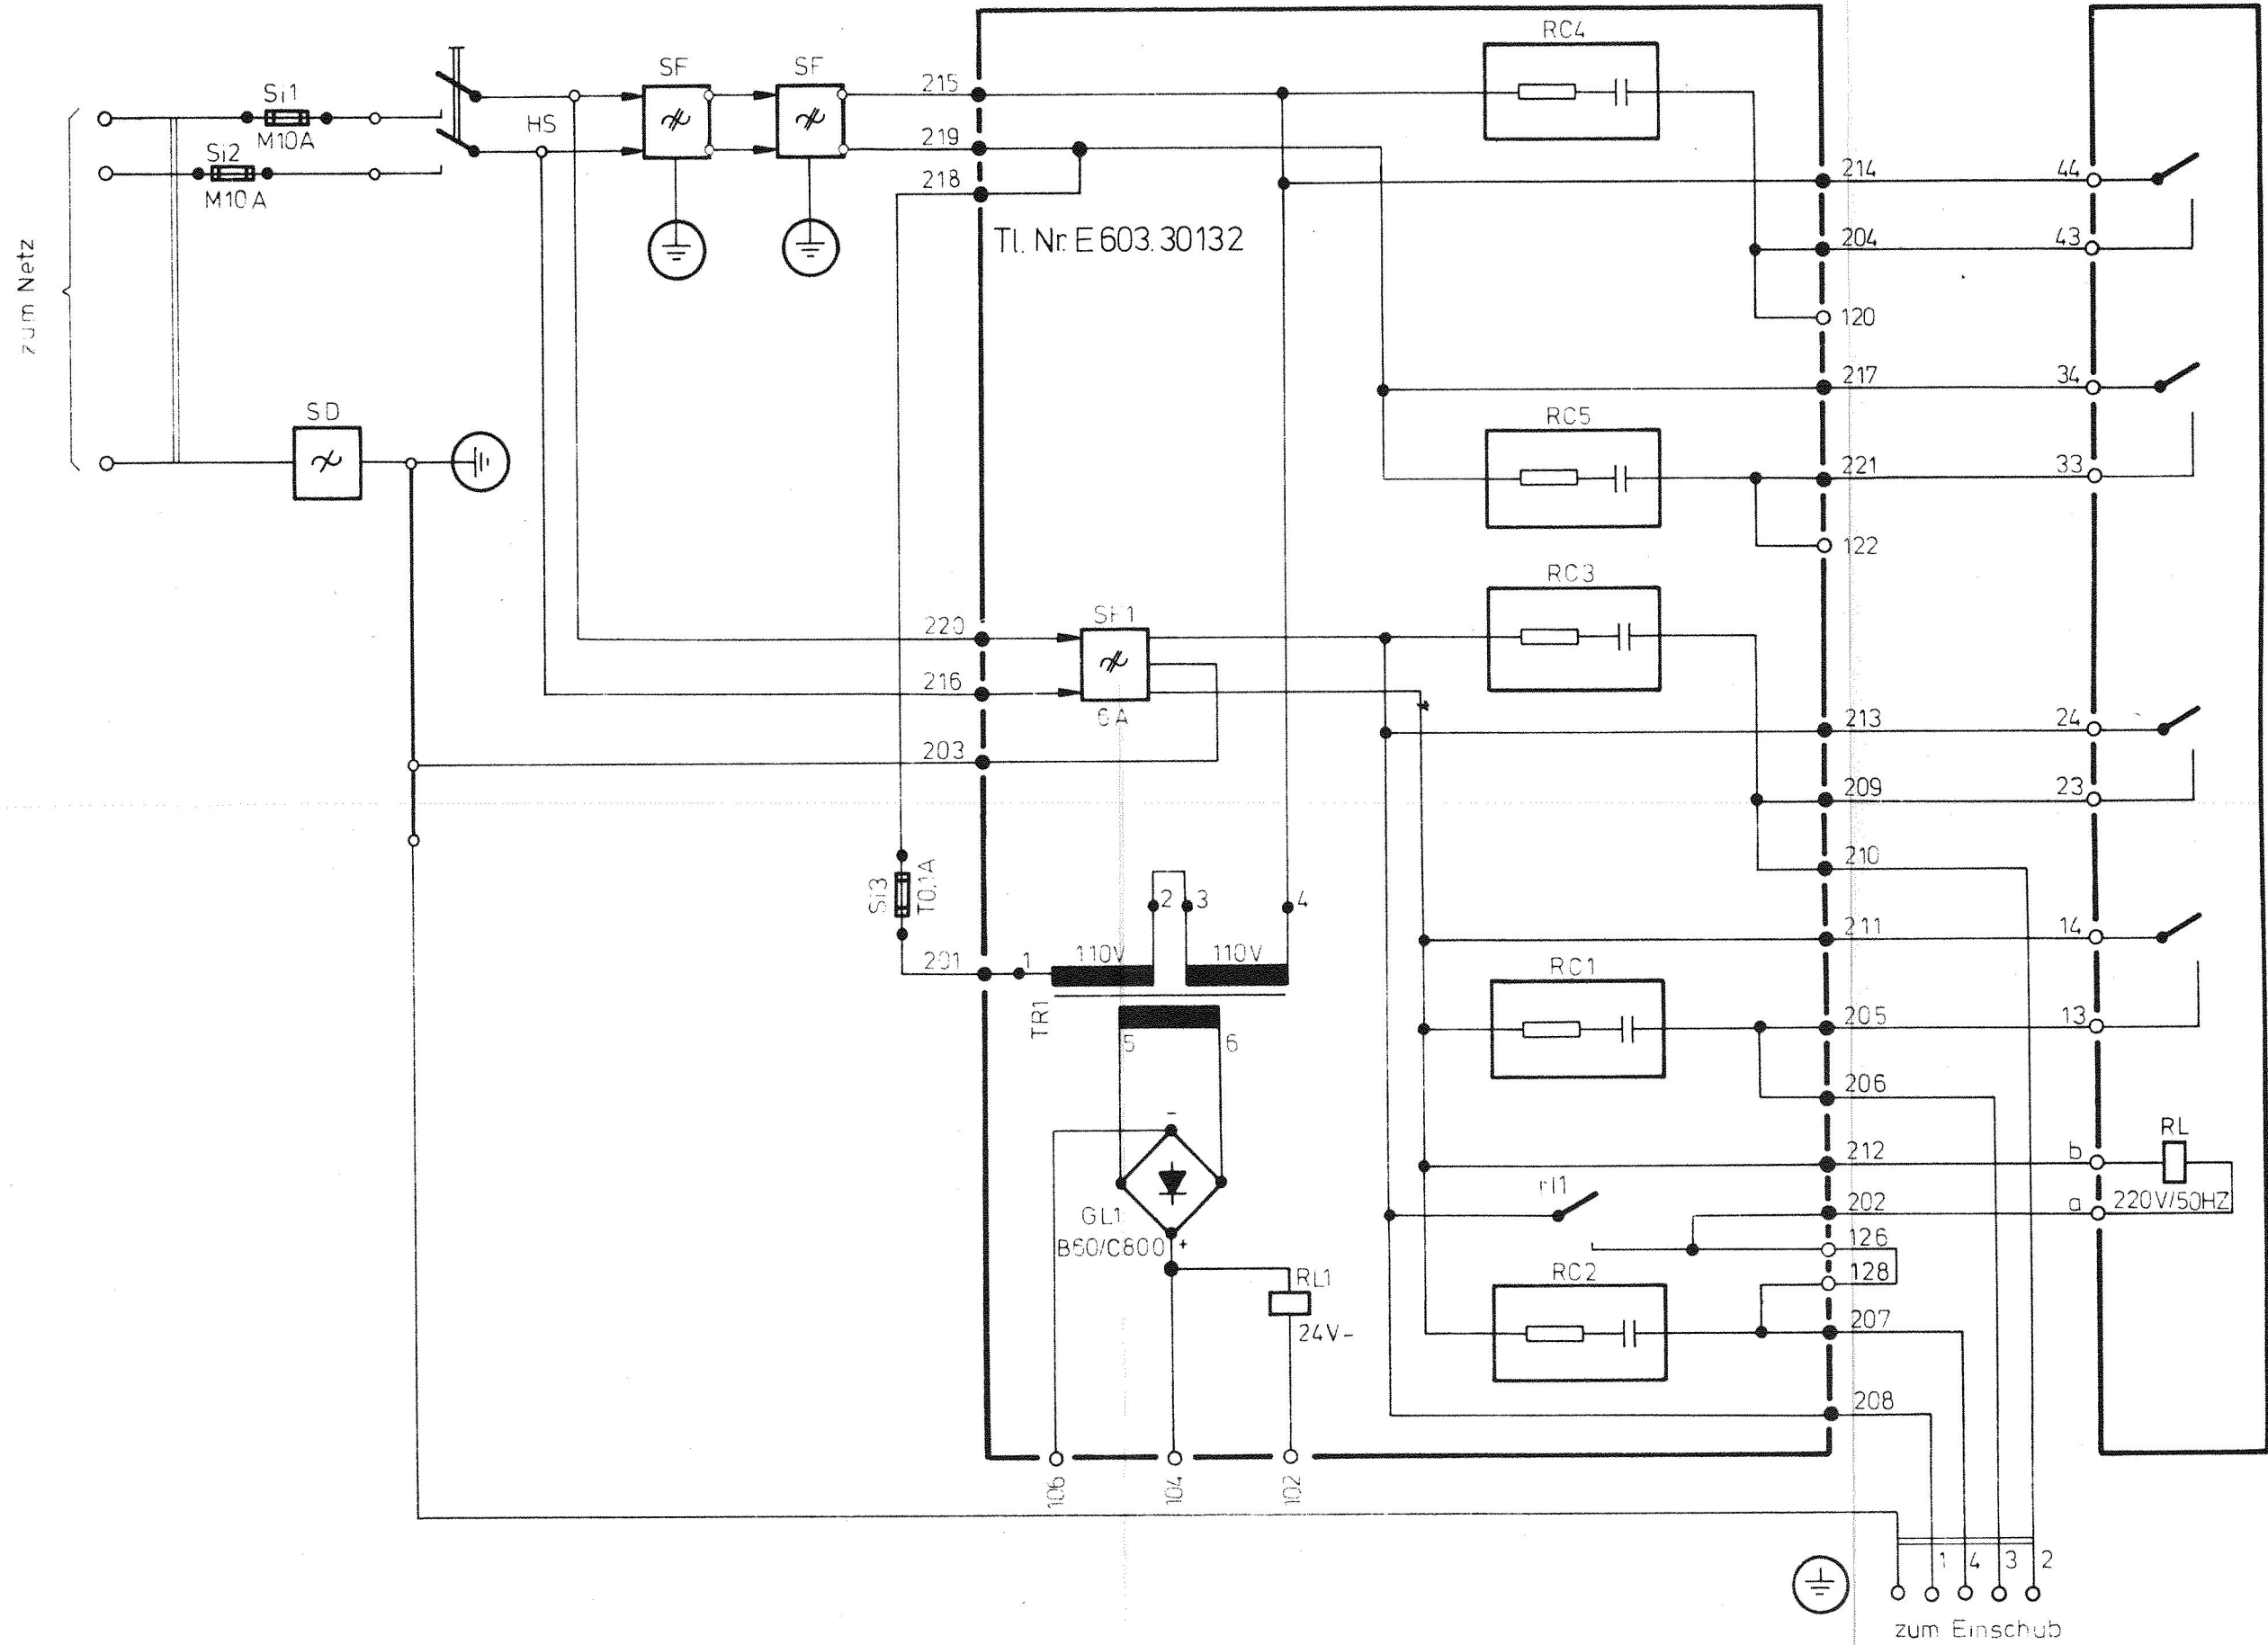 RC4
SF
SF
Si1
M10A
HS
215
219
218
Si2
M10A
214
44
Tl. Nr. E 603.30132
204
43
zum Netz
120
217
34
SD
RC5
221
33
122
RC3
220
SF1
216
6A
213
24
203
209
23
210
Si3
T0,1A
2
3
4
211
14
201
1
110V
110V
RC1
TR1
205
13
5
6
206
-
RL
212
b
rl1
202
a
220V/50HZ
GL1
B60/C800
+
126
RC2
128
RL1
24V-
207
208
106
104
102
1
4
3
2
zum Einschub